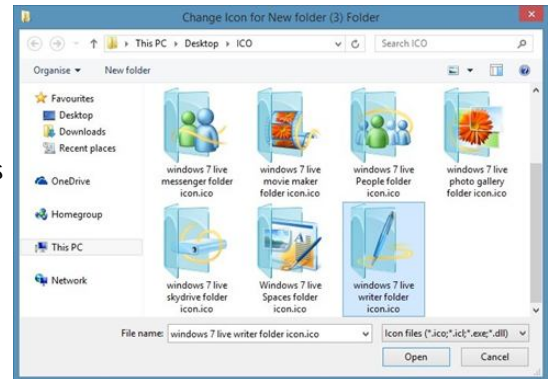 Change Icon for New folder (3) Folder
This PC ▸ Desktop ▸ ICO
Search ICO
Organise ▾ New folder
Favourites
Desktop
Downloads
Recent places
OneDrive
Homegroup
This PC
Network
windows 7 live
messenger folder
icon.ico
windows 7 live
movie maker
folder icon.ico
windows 7 live
People folder
icon.ico
windows 7 live
photo gallery
folder icon.ico
windows 7 live
skydrive folder
icon.ico
Windows 7 live
Spaces folder
icon.ico
windows 7 live
writer folder
icon.ico
s
File name: windows 7 live writer folder icon.ico
Icon files (*.ico;*.icl;*.exe;*.dll)
Open Cancel